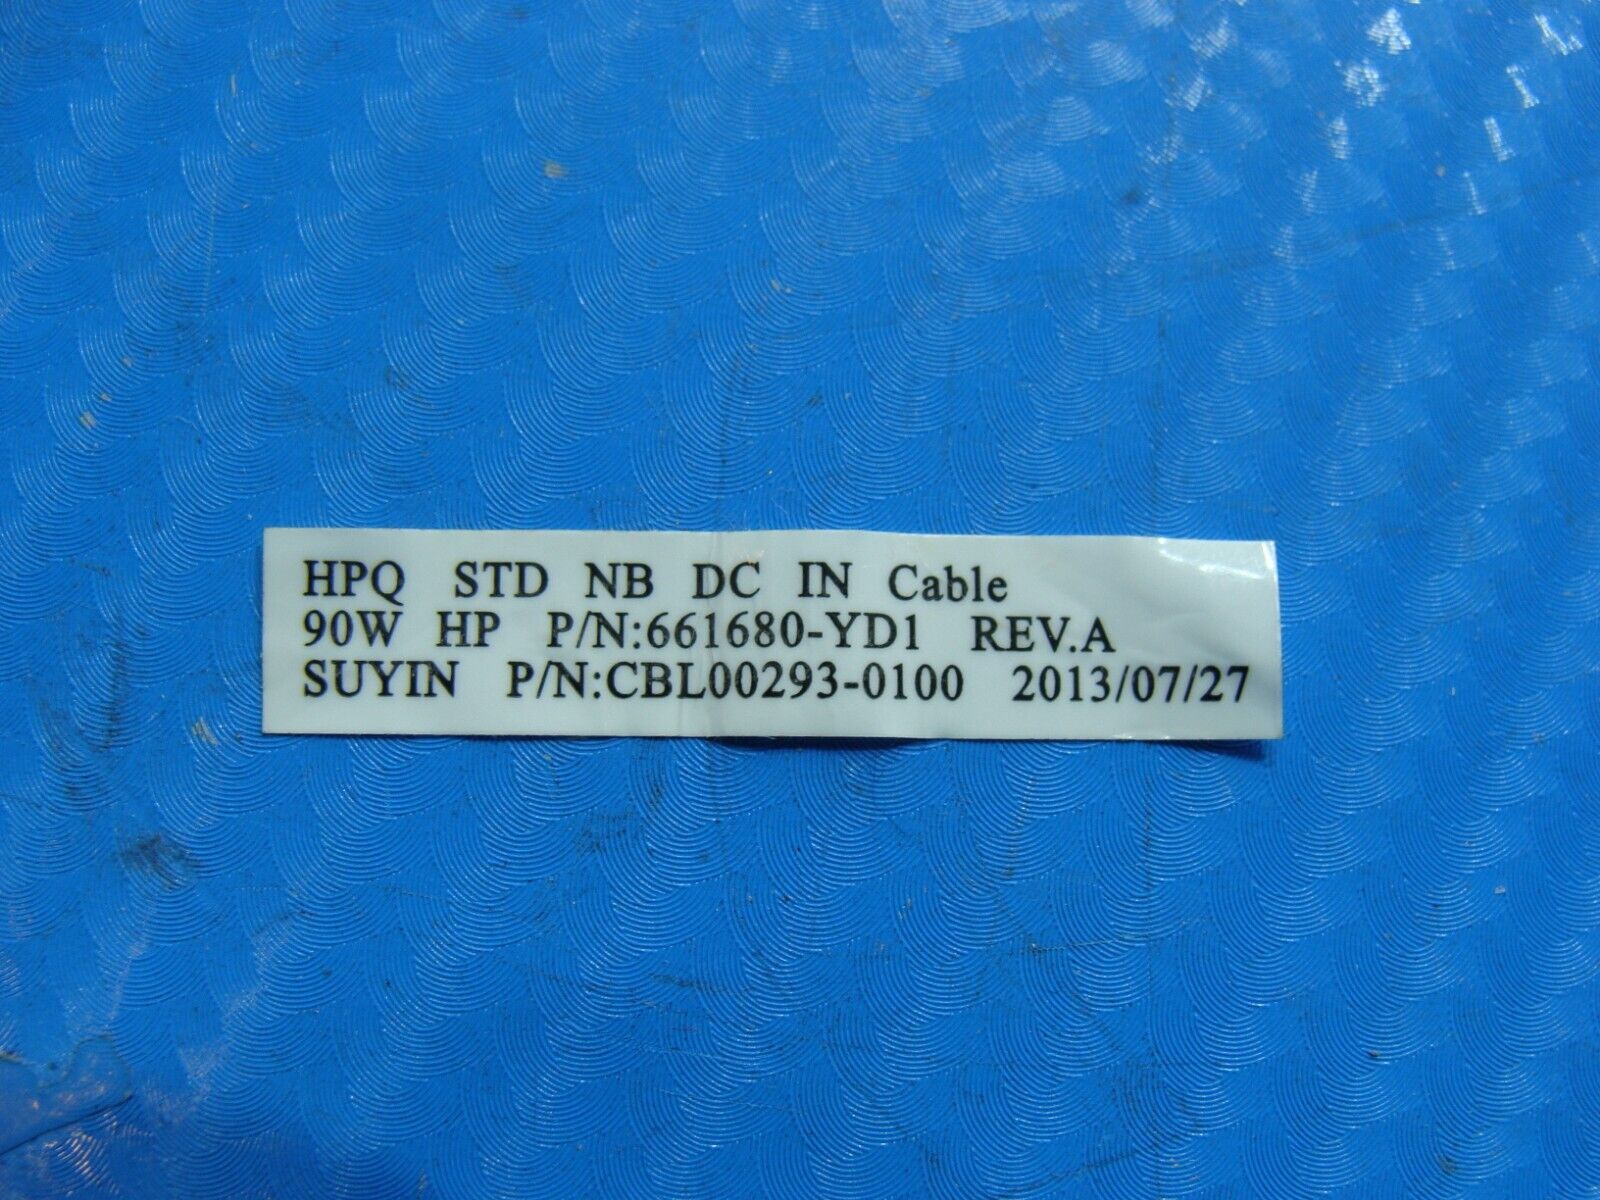 HPQ STD NB DC IN Cable
90W HP P/N:661680-YD1 REV.A
SUYIN P/N:CBL00293-0100 2013/07/27